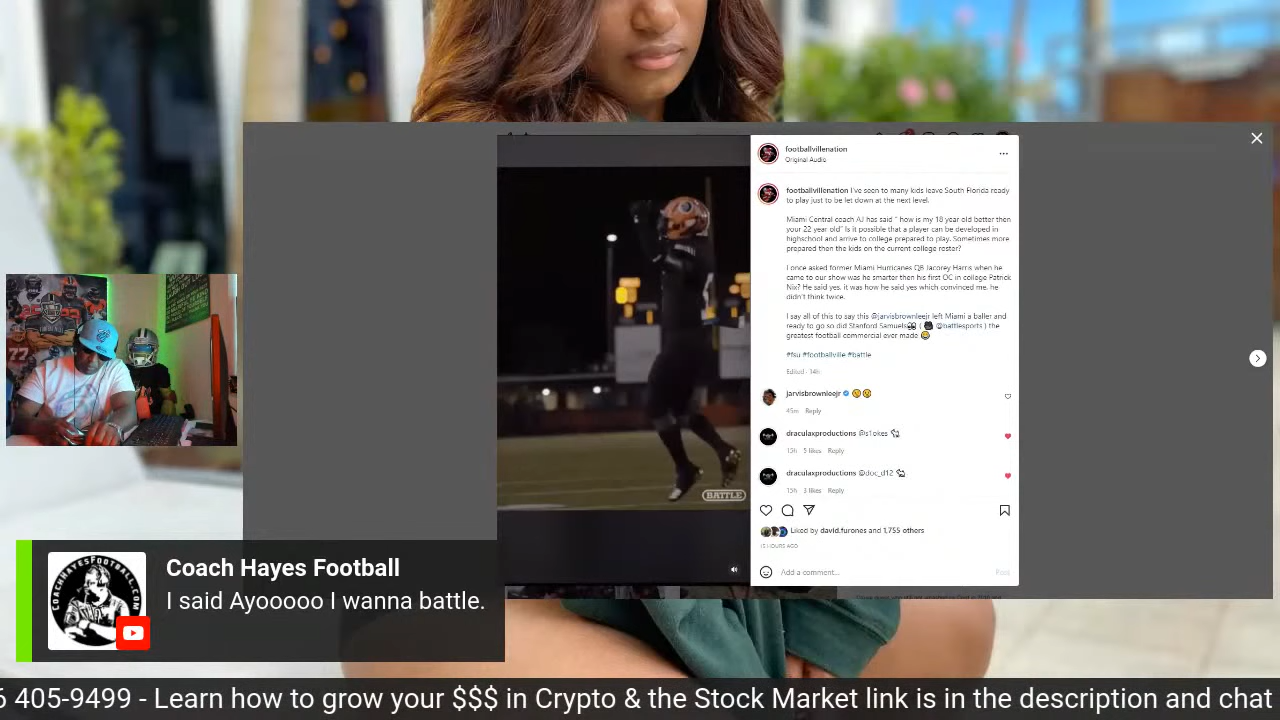 footballvillenation
Original Audio
footballvillenation I've seen to many kids leave South Florida ready
to play just to be let down at the next level.
Miami Central coach AJ has said " how is my 18 year old better then
your 22 year old" Is it possible that a player can be developed in
highschool and arrive to college prepared to play. Sometimes more
prepared then the kids on the current college roster?
I once asked former Miami Hurricanes QB Jacorey Harris when he
came to our show was he smarter then his first OC in college Patrick
Nix? He said yes, it was how he said yes which convinced me, he
didn't think twice.
I say all of this to say this @jarvisbrownleejr left Miami a baller and
ready to go so did Stanford Samuels ( @battlesports ) the
greatest football commercial ever made
#fsu #footballville #battle
Edited · 14h
jarvisbrownleejr
45m Reply
draculaxproductions @s1okes
15h 5 likes Reply
draculaxproductions @doc_d12
15h 3 likes Reply
Liked by david.furones and 1,755 others
15 HOURS AGO
Add a comment...
Post
BATTLE
77
COACHHAYESFOOTBALL.COM
Coach Hayes Football
I said Ayooooo I wanna battle.
6 405-9499 - Learn how to grow your $$$ in Crypto & the Stock Market link is in the description and chat